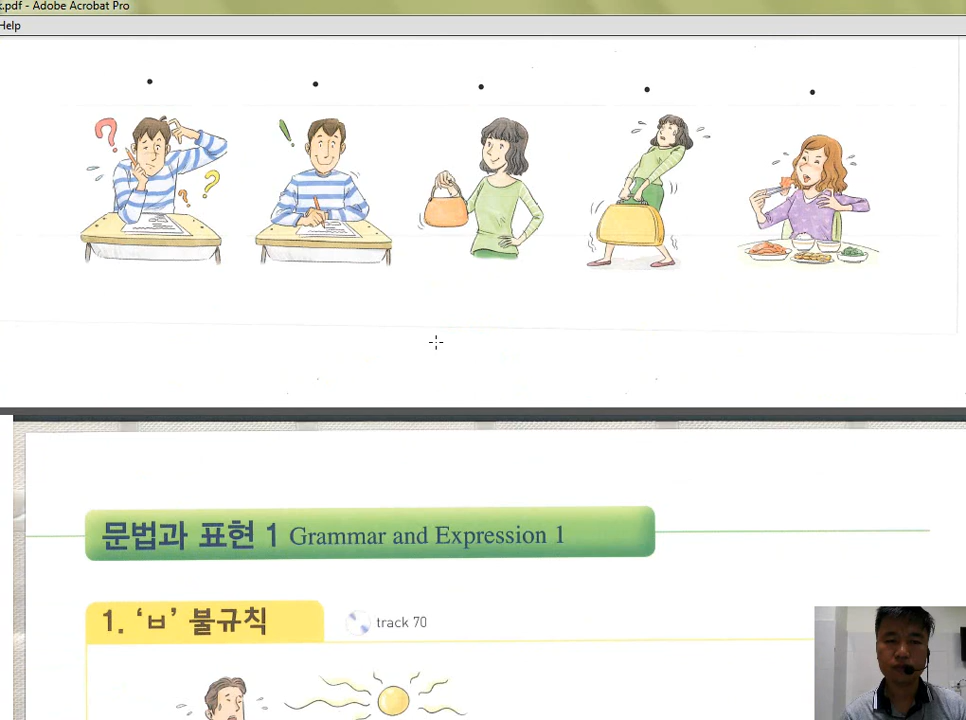 .pdf - Adobe Acrobat Pro
Help
문법과 표현 1 Grammar and Expression 1
1. ‘ㅂ’ 불규칙
track 70